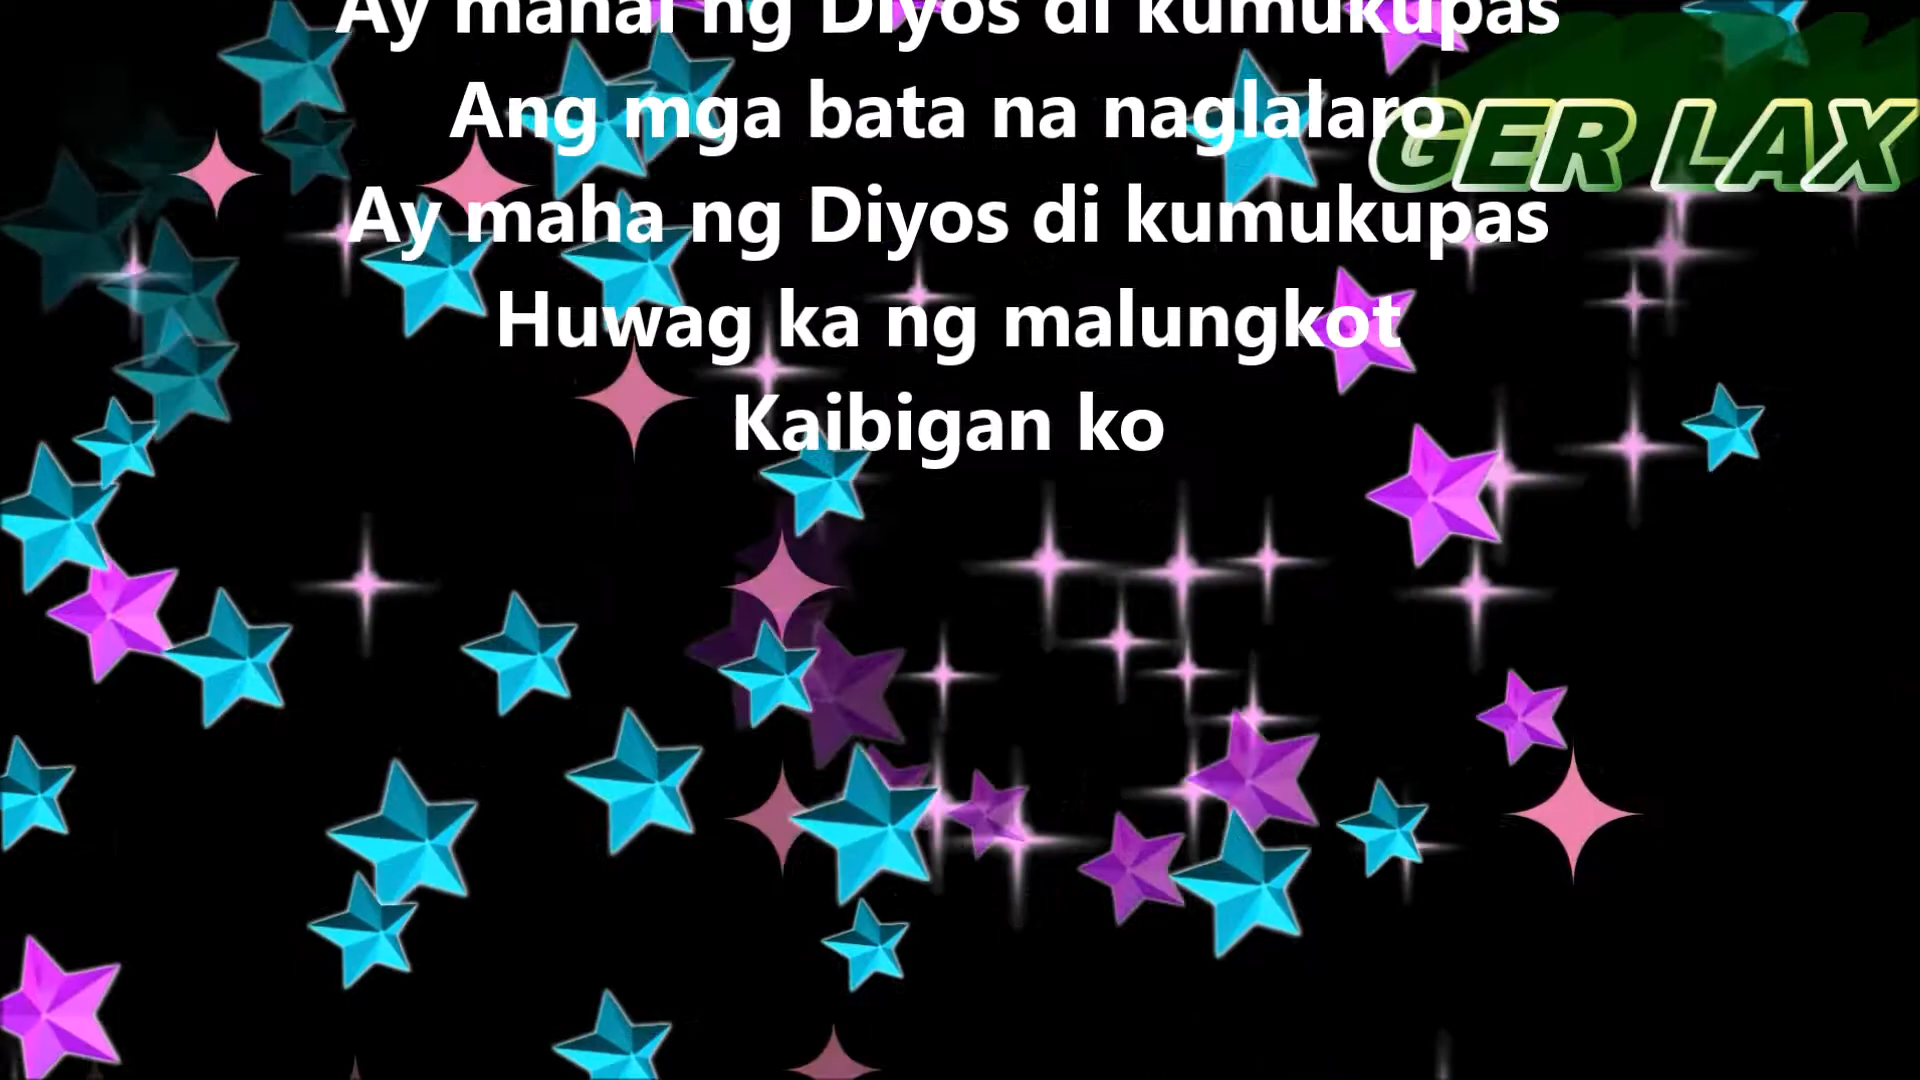 Ay mahal ng Diyos di kumukupas
Ang mga bata na naglalaro
GER LAX
Ay maha ng Diyos di kumukupas
Huwag ka ng malungkot
Kaibigan ko